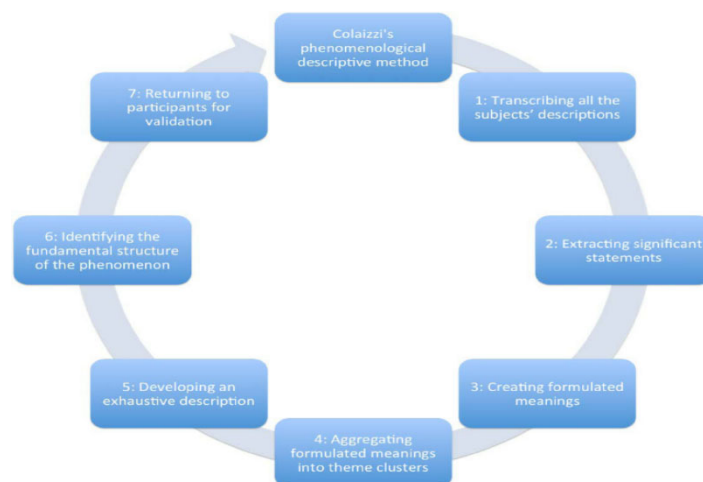 Colaizzi's
phenomenological
descriptive method
1: Transcribing all the
subjects' descriptions
2: Extracting significant
statements
3: Creating formulated
meanings
4: Aggregating
formulated meanings
into theme clusters
5: Developing an
exhaustive description
6: Identifying the
fundamental structure
of the phenomenon
7: Returning to
participants for
validation